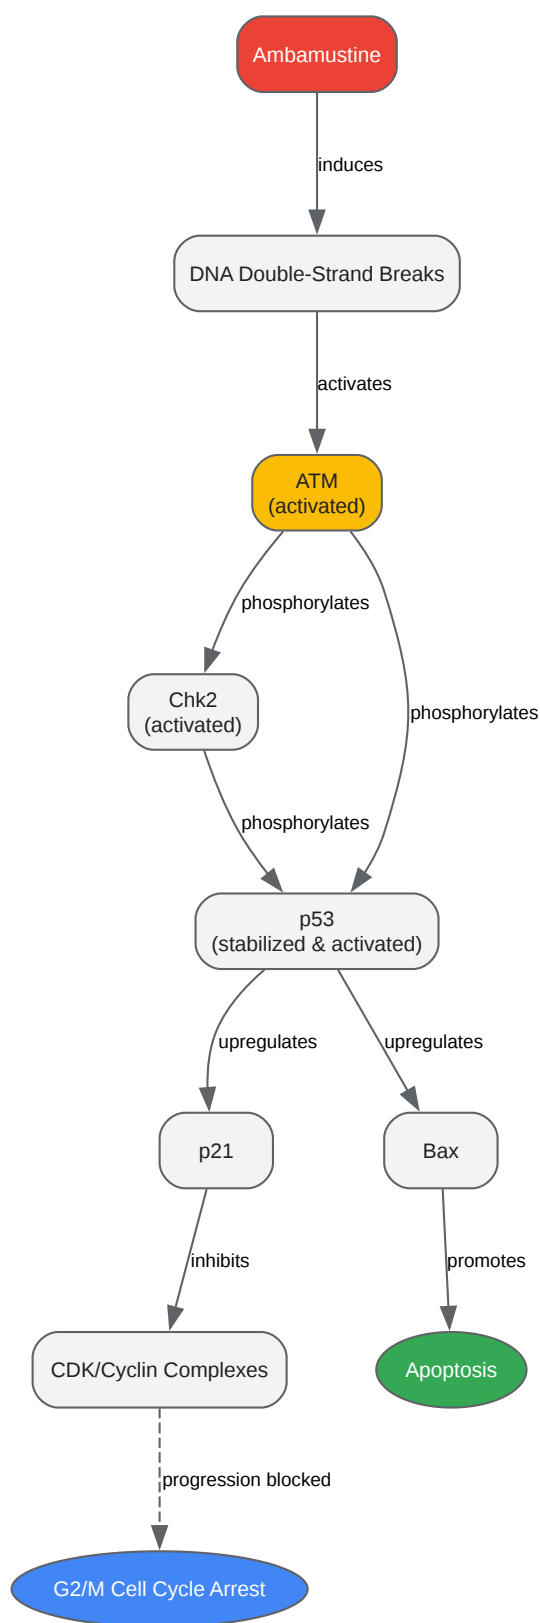 Ambamustine
induces
DNA Double-Strand Breaks
activates
ATM
(activated)
phosphorylates
Chk2
(activated)
phosphorylates
phosphorylates
p53
(stabilized & activated)
upregulates
upregulates
p21
Bax
inhibits
promotes
CDK/Cyclin Complexes
Apoptosis
progression blocked
G2/M Cell Cycle Arrest